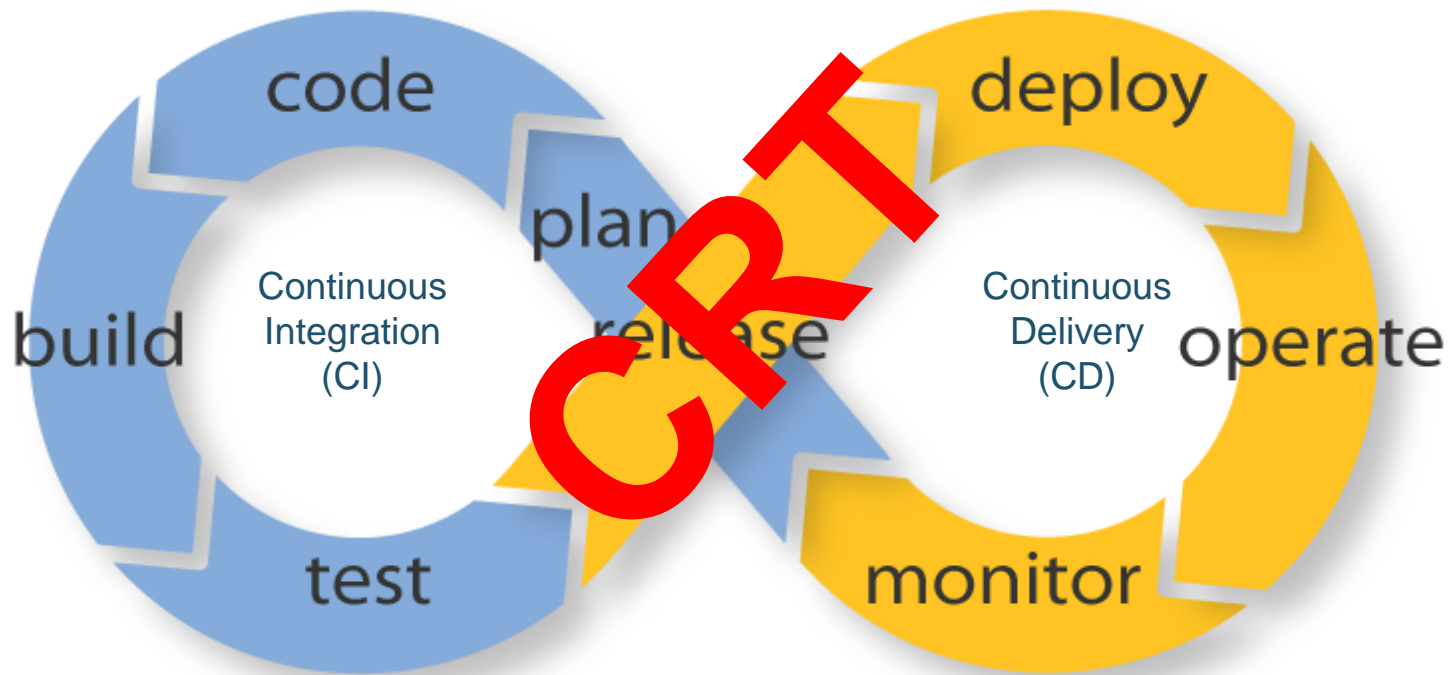 code
deploy
plan
CRT
Continuous
Integration
(CI)
build
release
Continuous
Delivery
(CD)
operate
test
monitor